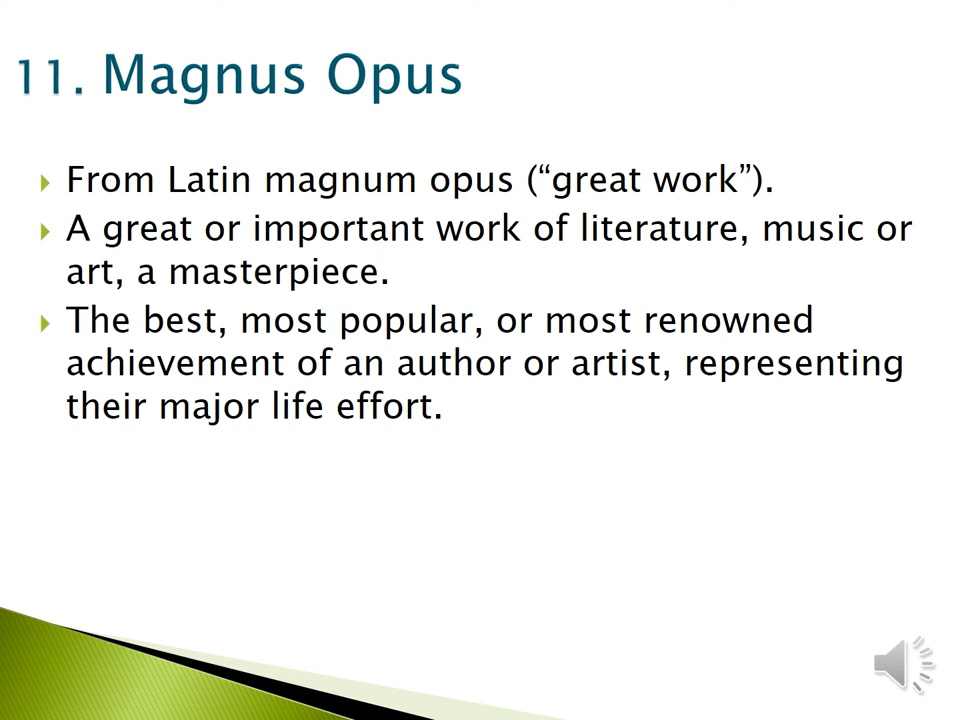 11. Magnus Opus
From Latin magnum opus (“great work”).
A great or important work of literature, music or
art, a masterpiece.
The best, most popular, or most renowned
achievement of an author or artist, representing
their major life effort.